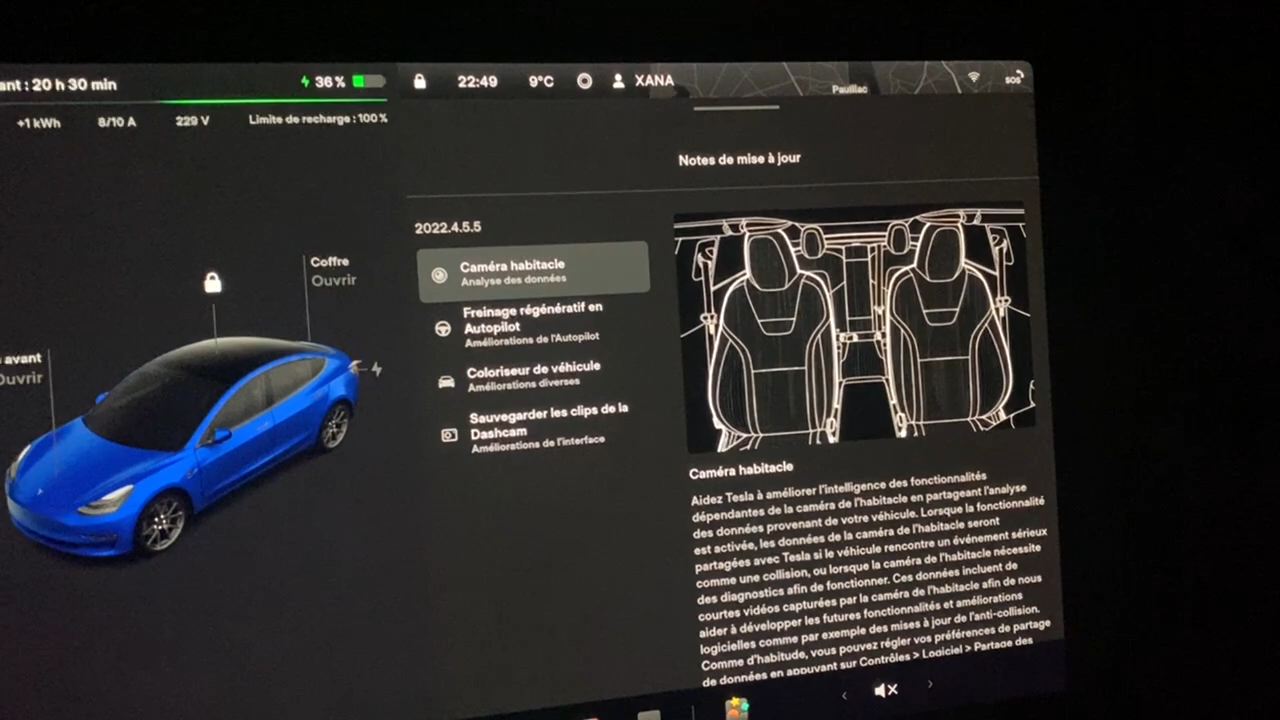 ant : 20 h 30 min
36 %
22:49
9°C
XANA
Pauillac
SOS
+1 kWh
8/10 A
229 V
Limite de recharge : 100 %
Notes de mise à jour
2022.4.5.5
Caméra habitacle
Analyse des données
Freinage régénératif en
Autopilot
Améliorations de l'Autopilot
Coloriseur de véhicule
Améliorations diverses
Sauvegarder les clips de la
Dashcam
Améliorations de l'interface
Coffre
Ouvrir
avant
Ouvrir
Caméra habitacle
Aidez Tesla à améliorer l'intelligence des fonctionnalités
dépendantes de la caméra de l'habitacle en partageant l'analyse
des données provenant de votre véhicule. Lorsque la fonctionnalité
est activée, les données de la caméra de l'habitacle seront
partagées avec Tesla si le véhicule rencontre un événement sérieux
comme une collision, ou lorsque la caméra de l'habitacle nécessite
des diagnostics afin de fonctionner. Ces données incluent de
courtes vidéos capturées par la caméra de l'habitacle afin de nous
aider à développer les futures fonctionnalités et améliorations
logicielles comme par exemple des mises à jour de l'anti-collision.
Comme d'habitude, vous pouvez régler vos préférences de partage
de données en appuyant sur Contrôles > Logiciel > Partage des